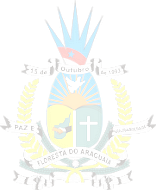 15 de Outubro de 1993
PAZ E
FLORESTA DO ARAGUAIA